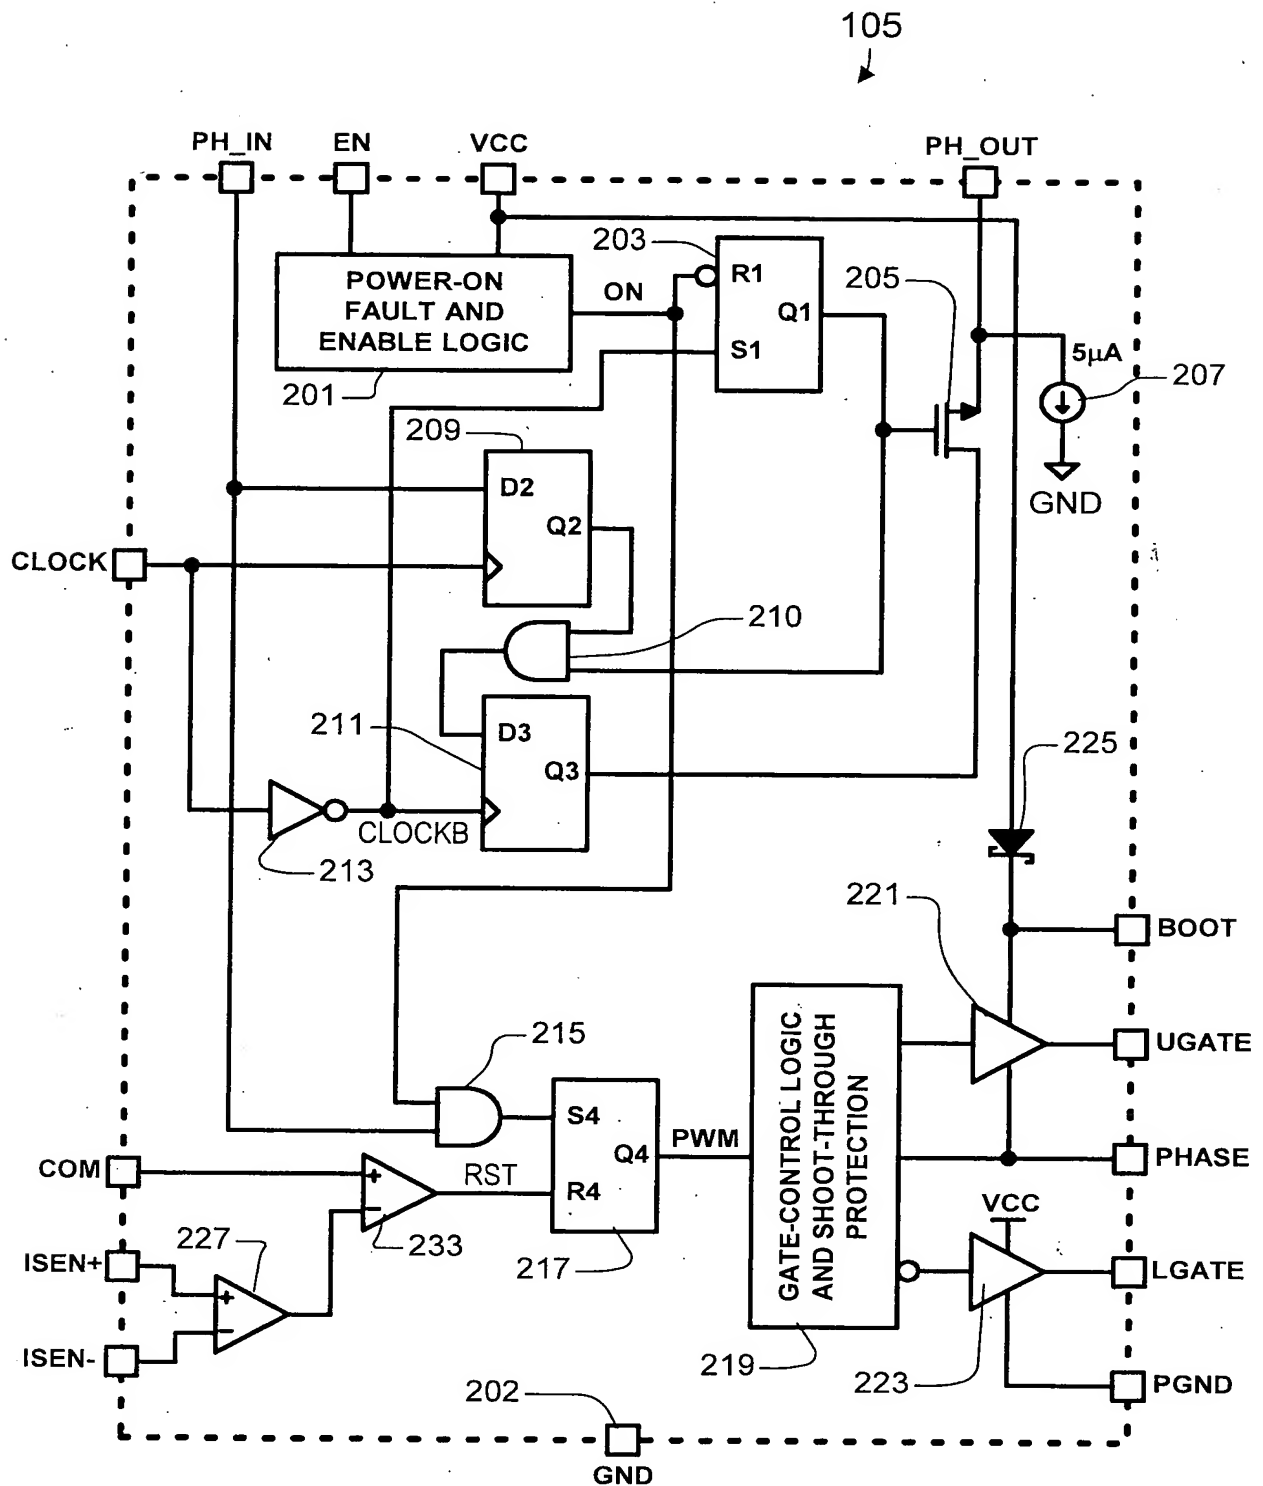 105
PH_IN
EN
VCC
PH_OUT
203
R1
Q1
S1
205
POWER-ON
FAULT AND
ENABLE LOGIC
ON
201
5µA
207
GND
209
D2
Q2
CLOCK
210
211
D3
Q3
225
CLOCKB
213
221
BOOT
215
UGATE
S4
Q4
R4
PWM
GATE-CONTROL LOGIC
AND SHOOT-THROUGH
PROTECTION
COM
+
−
RST
PHASE
VCC
227
233
ISEN+
+
−
217
LGATE
ISEN-
219
223
PGND
202
GND